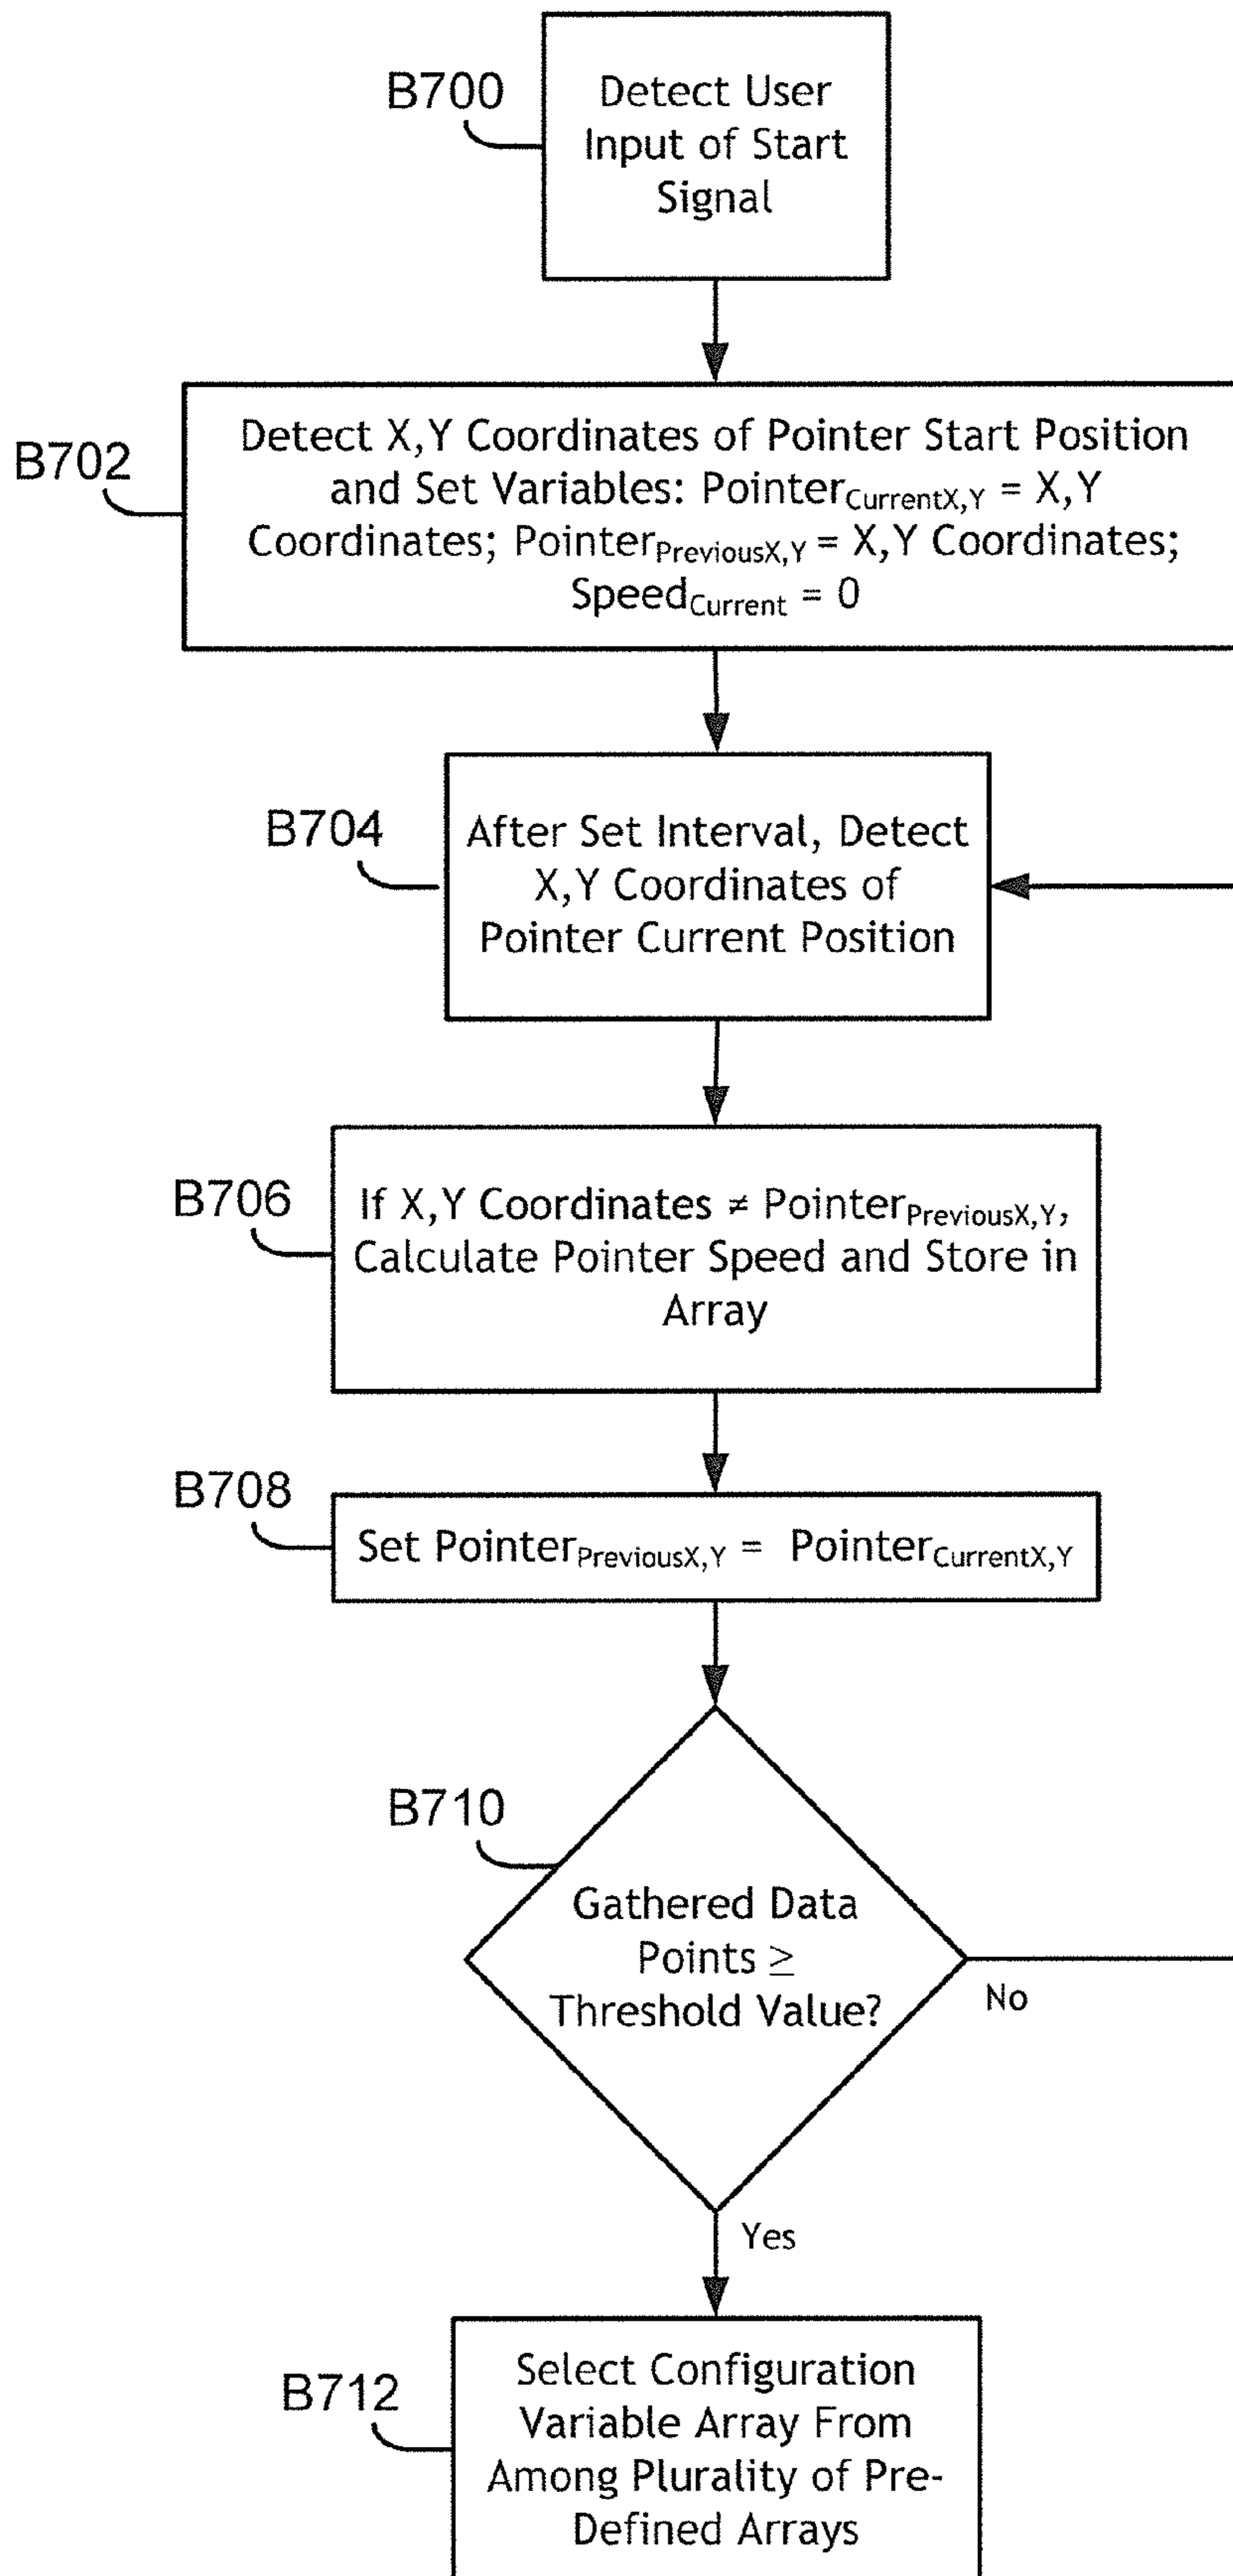 B700
Detect User
Input of Start
Signal
B702
Detect X,Y Coordinates of Pointer Start Position
and Set Variables: PointerCurrentX,Y = X,Y
Coordinates; PointerPreviousX,Y = X,Y Coordinates;
SpeedCurrent = 0
B704
After Set Interval, Detect
X,Y Coordinates of
Pointer Current Position
B706
If X,Y Coordinates ≠ PointerPreviousX,Y,
Calculate Pointer Speed and Store in
Array
B708
Set PointerPreviousX,Y = PointerCurrentX,Y
B710
Gathered Data
Points ≥
Threshold Value?
No
Yes
B712
Select Configuration
Variable Array From
Among Plurality of Pre-
Defined Arrays